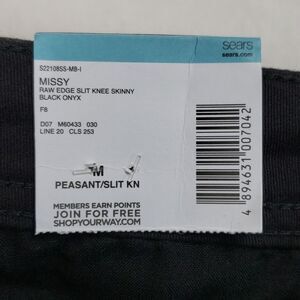 sears
sears.com
S22108SS-MB-I
MISSY
RAW EDGE SLIT KNEE SKINNY
BLACK ONYX
F8
D07 M60433 030
LINE 20 CLS 253
M
PEASANT/SLIT KN
MEMBERS EARN POINTS
JOIN FOR FREE
SHOPYOURWAY.COM
4 894631 007042